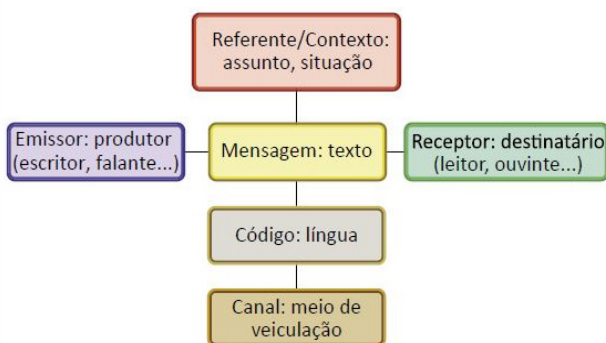 Referente/Contexto:
assunto, situação
Emissor: produtor
(escritor, falante...)
Mensagem: texto
Receptor: destinatário
(leitor, ouvinte...)
Código: língua
Canal: meio de
veiculação